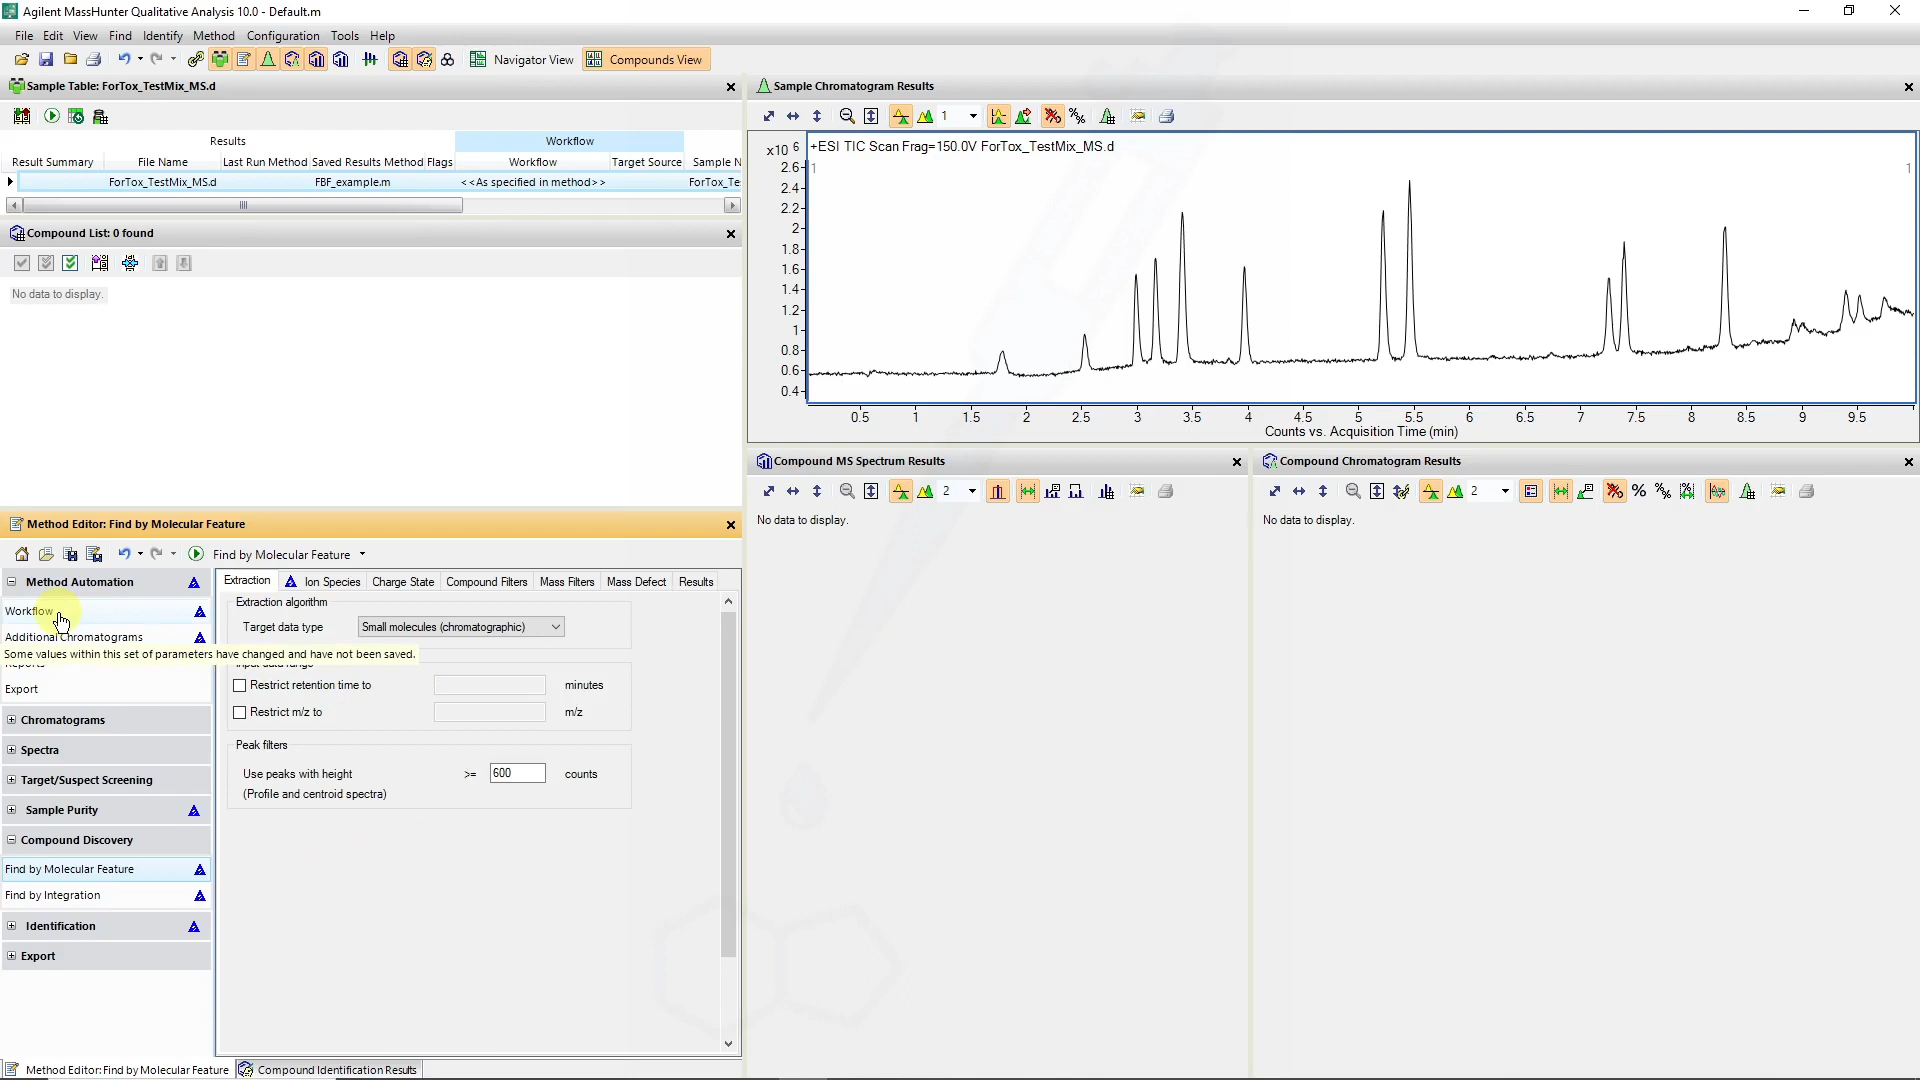 Agilent MassHunter Qualitative Analysis 10.0 - Default.m
File Edit View Find Identify Method Configuration Tools Help
Navigator View Compounds View
Sample Table: ForTox_TestMix_MS.d
Results Workflow
Result Summary File Name Last Run Method Saved Results Method Flags Workflow Target Source Sample N
ForTox_TestMix_MS.d FBF_example.m <<As specified in method>> ForTox_Te
Compound List: 0 found
No data to display.
Sample Chromatogram Results
1
x10 6
+ESI TIC Scan Frag=150.0V ForTox_TestMix_MS.d
1 1
2.6
2.4
2.2
2
1.8
1.6
1.4
1.2
1
0.8
0.6
0.4
0.5 1 1.5 2 2.5 3 3.5 4 4.5 5 5.5 6 6.5 7 7.5 8 8.5 9 9.5
Counts vs. Acquisition Time (min)
Compound MS Spectrum Results
2
No data to display.
Compound Chromatogram Results
2
No data to display.
Method Editor: Find by Molecular Feature
Find by Molecular Feature
Method Automation
Workflow
Additional Chromatograms
Some values within this set of parameters have changed and have not been saved.
Export
Chromatograms
Spectra
Target/Suspect Screening
Sample Purity
Compound Discovery
Find by Molecular Feature
Find by Integration
Identification
Export
Extraction Ion Species Charge State Compound Filters Mass Filters Mass Defect Results
Extraction algorithm
Target data type Small molecules (chromatographic)
Restrict retention time to minutes
Restrict m/z to m/z
Peak filters
Use peaks with height >= 600 counts
(Profile and centroid spectra)
Method Editor: Find by Molecular Feature Compound Identification Results